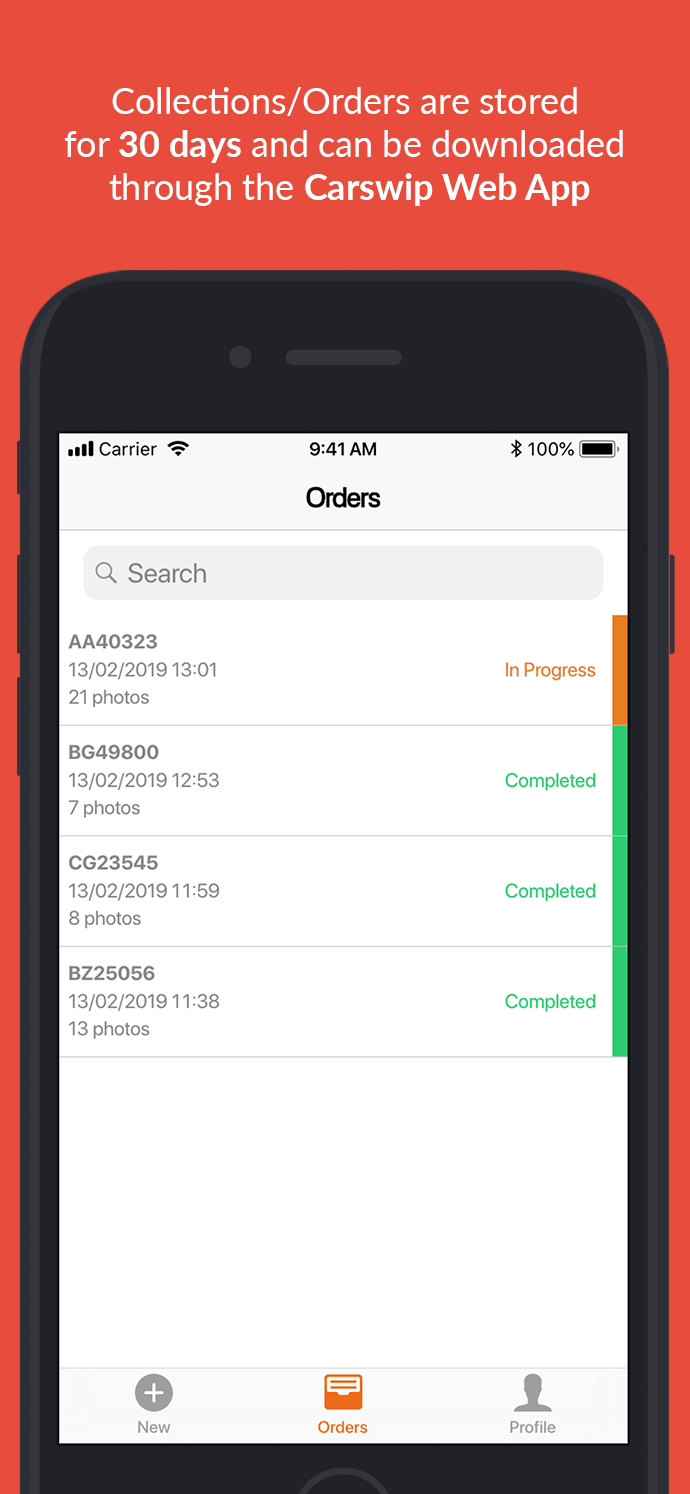 Collections/Orders are stored
for 30 days and can be downloaded
through the Carswip Web App
Carrier 9:41 AM 100%
Orders
Search
AA40323
13/02/2019 13:01 In Progress
21 photos
BG49800
13/02/2019 12:53 Completed
7 photos
CG23545
13/02/2019 11:59 Completed
8 photos
BZ25056
13/02/2019 11:38 Completed
13 photos
New Orders Profile